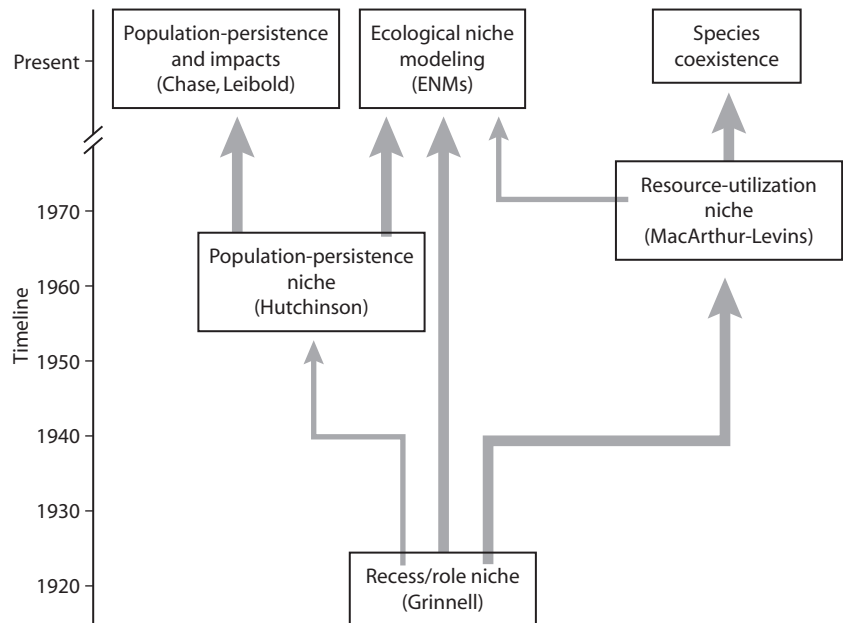 Population-persistence
and impacts
(Chase, Leibold)
Ecological niche
modeling
(ENMs)
Species
coexistence
Present
Resource-utilization
niche
(MacArthur-Levins)
1970
Population-persistence
niche
(Hutchinson)
1960
Timeline
1950
1940
1930
Recess/role niche
(Grinnell)
1920